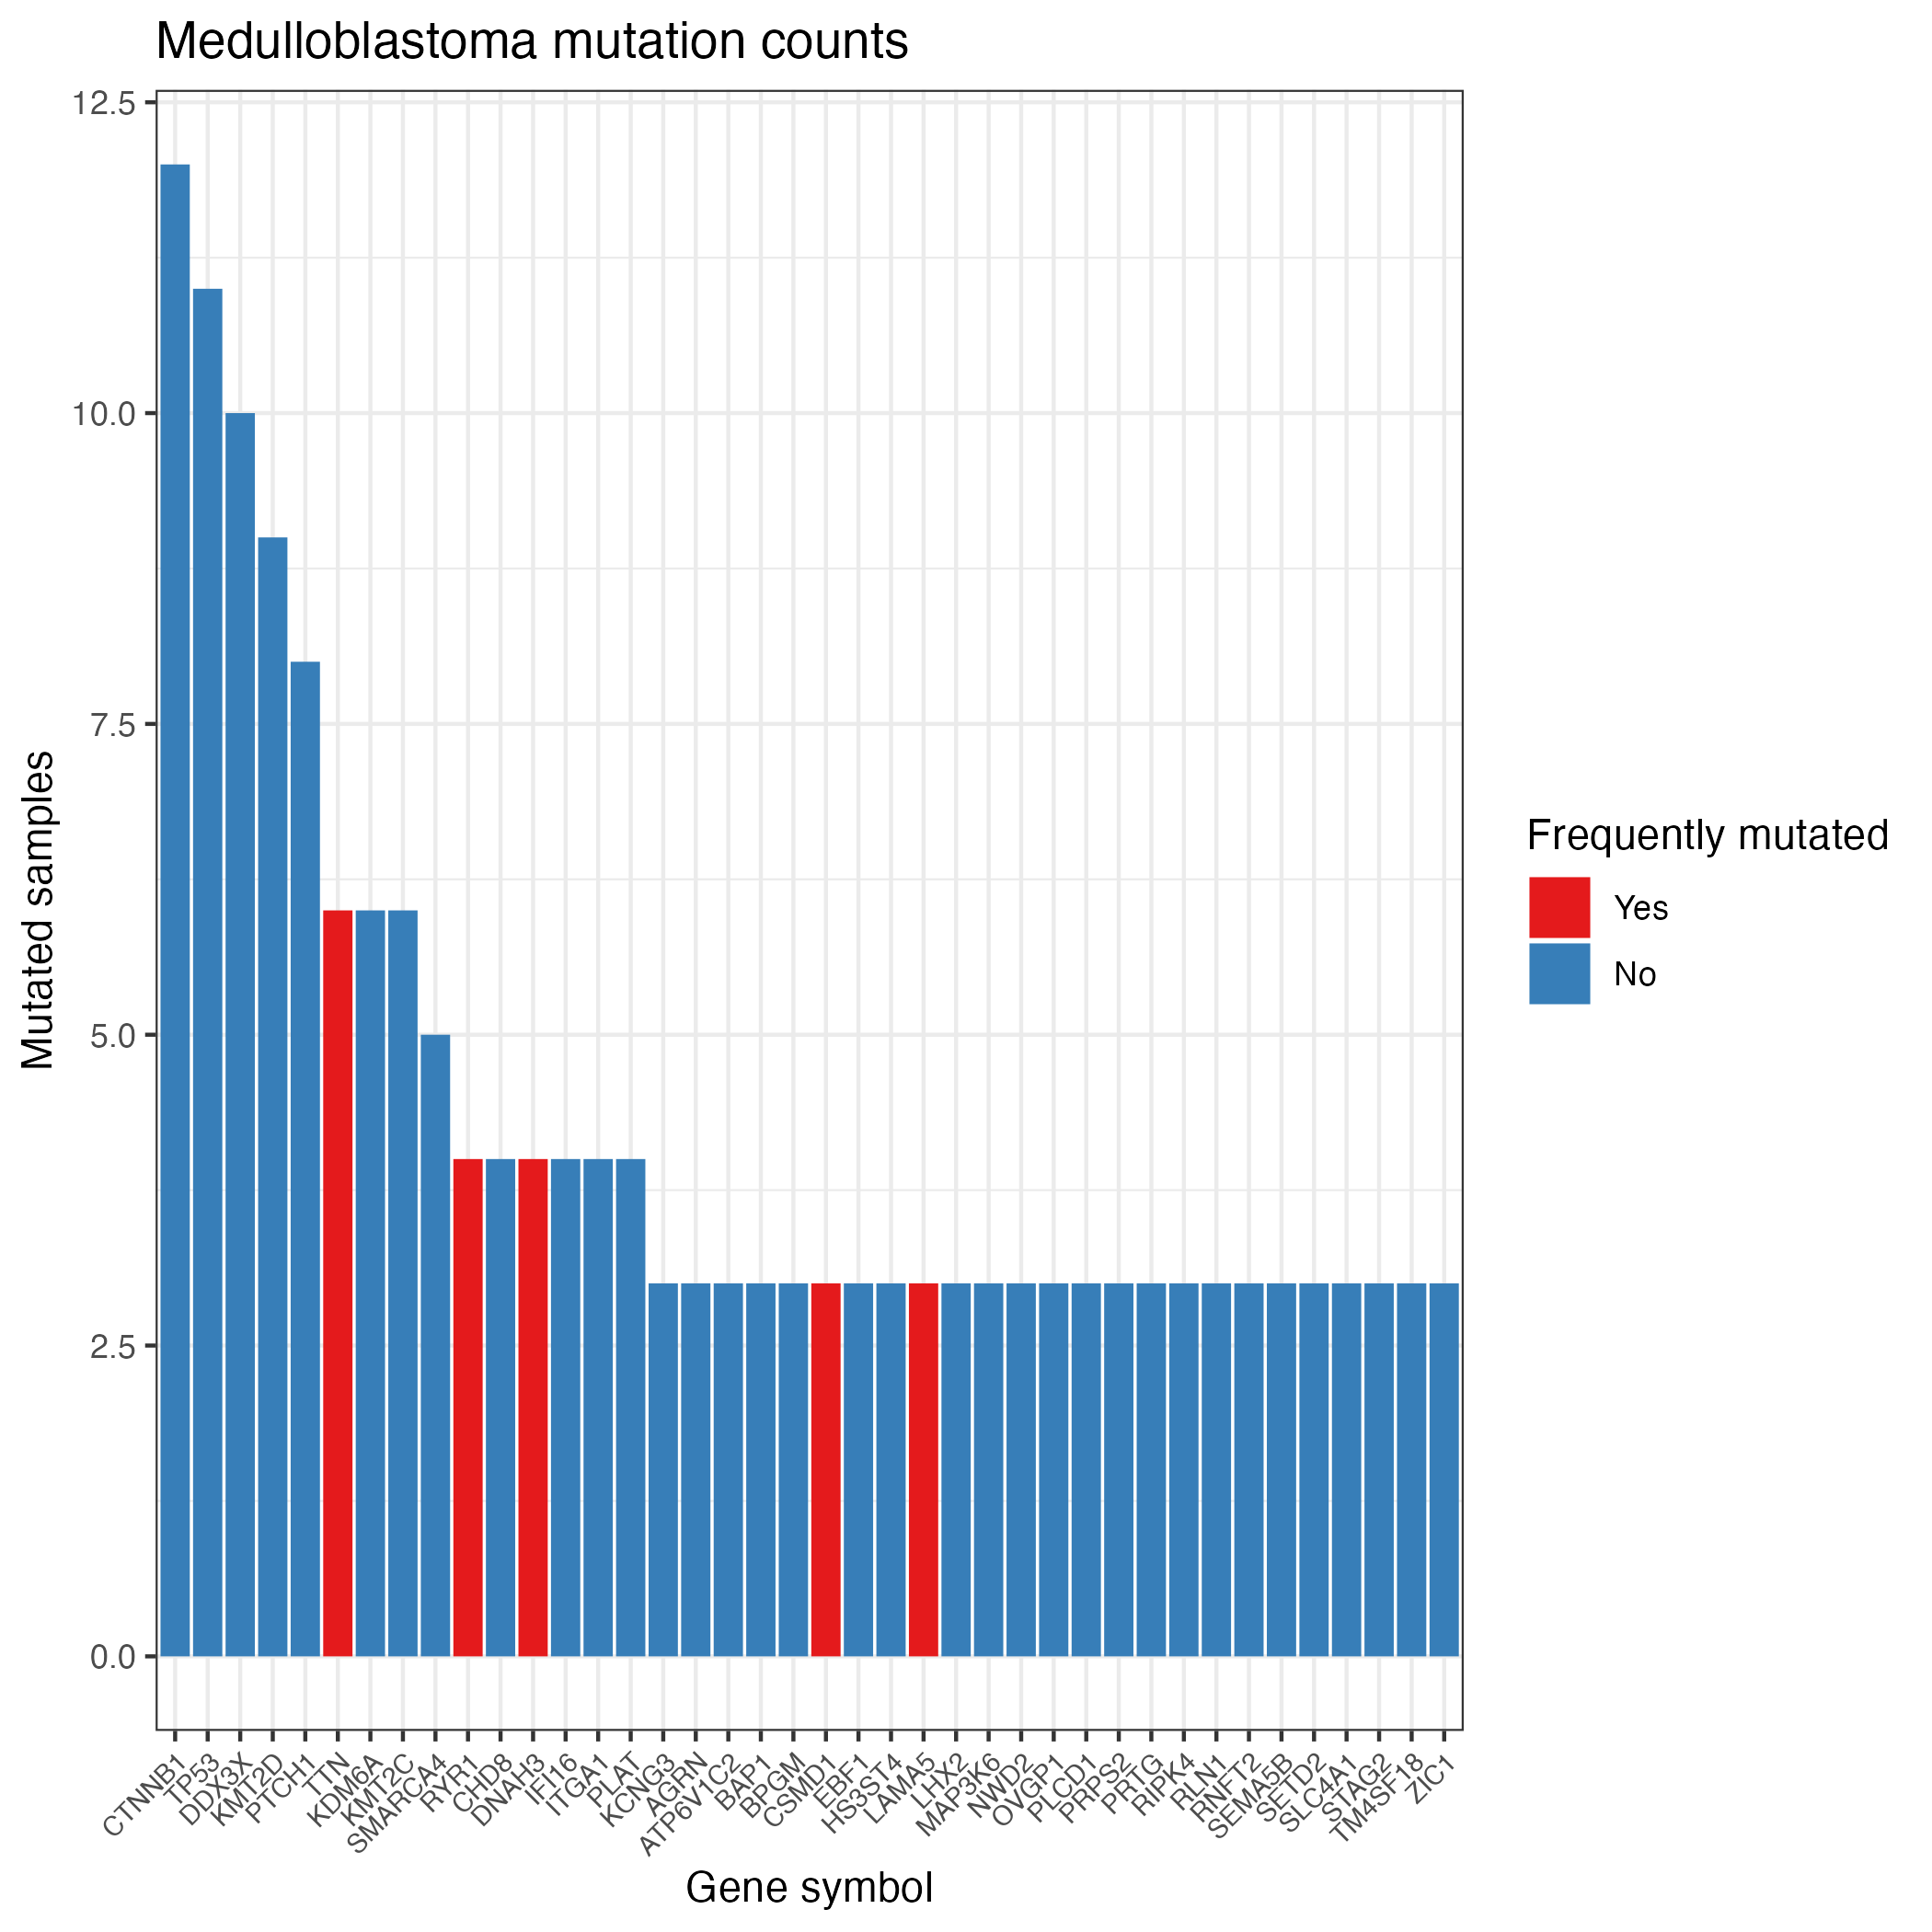 Medulloblastoma mutation counts
12.5
10.0
7.5
5.0
2.5
0.0
Mutated samples
CTNNB1
TP53
DDX3X
KMT2D
PTCH1
TTN
KDM6A
KMT2C
SMARCA4
RYR1
CHD8
DNAH3
IFI16
ITGA1
PLAT
KCNG3
AGRN
ATP6V1C2
BAP1
BPGM
CSMD1
EBF1
HS3ST4
LAMA5
LHX2
MAP3K6
NWD2
OVGP1
PLCD1
PRPS2
PRTG
RIPK4
RLN1
RNFT2
SEMA5B
SETD2
SLC4A1
STAG2
TM4SF18
ZIC1
Gene symbol
Frequently mutated
Yes
No